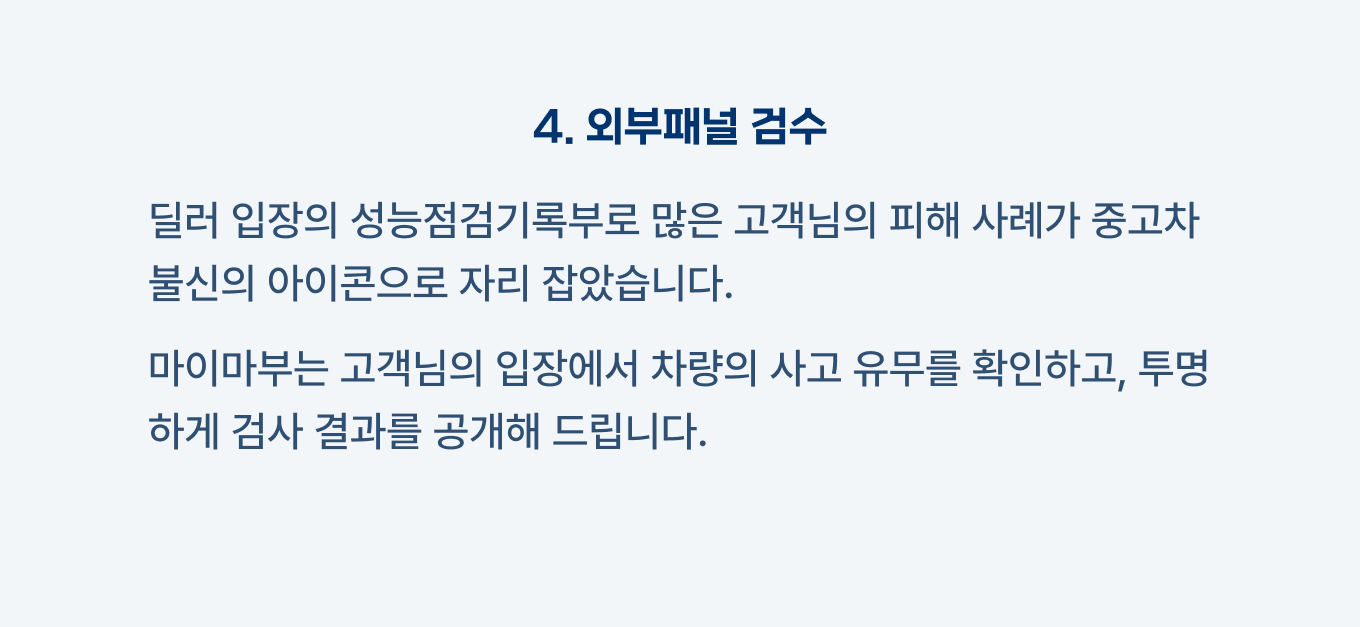 4. 외부패널 검수
딜러 입장의 성능점검기록부로 많은 고객님의 피해 사례가 중고차
불신의 아이콘으로 자리 잡았습니다.
마이마부는 고객님의 입장에서 차량의 사고 유무를 확인하고, 투명
하게 검사 결과를 공개해 드립니다.